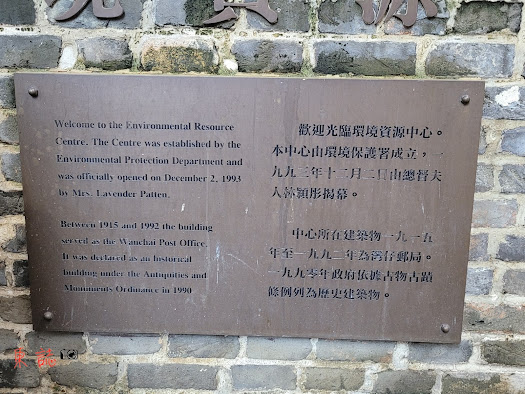 Welcome to the Environmental Resource
Centre. The Centre was established by the
Environmental Protection Department and
was officially opened on December 2, 1993
by Mrs. Lavender Patten.
Between 1915 and 1992 the building
served as the Wanchai Post Office.
It was declared as an historical
building under the Antiquities and
Monuments Ordinance in 1990
歡迎光臨環境資源中心。
本中心由環境保護署成立，一
九九三年十二月二日由總督夫
人林穎彤揭幕。
中心所在建築物一九一五
年至一九九二年為灣仔郵局。
一九九零年政府依據古物古蹟
條例列為歷史建築物。